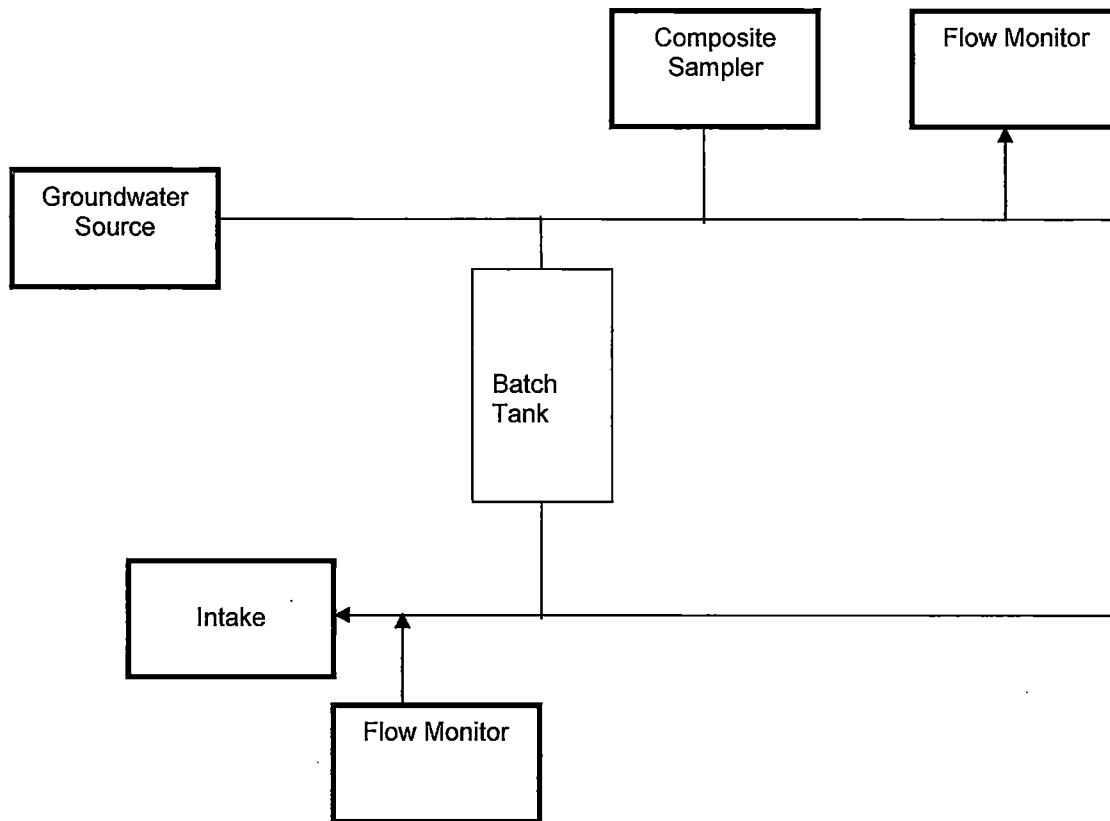 Composite
Sampler
Flow Monitor
Groundwater
Source
Batch
Tank
Intake
Flow Monitor